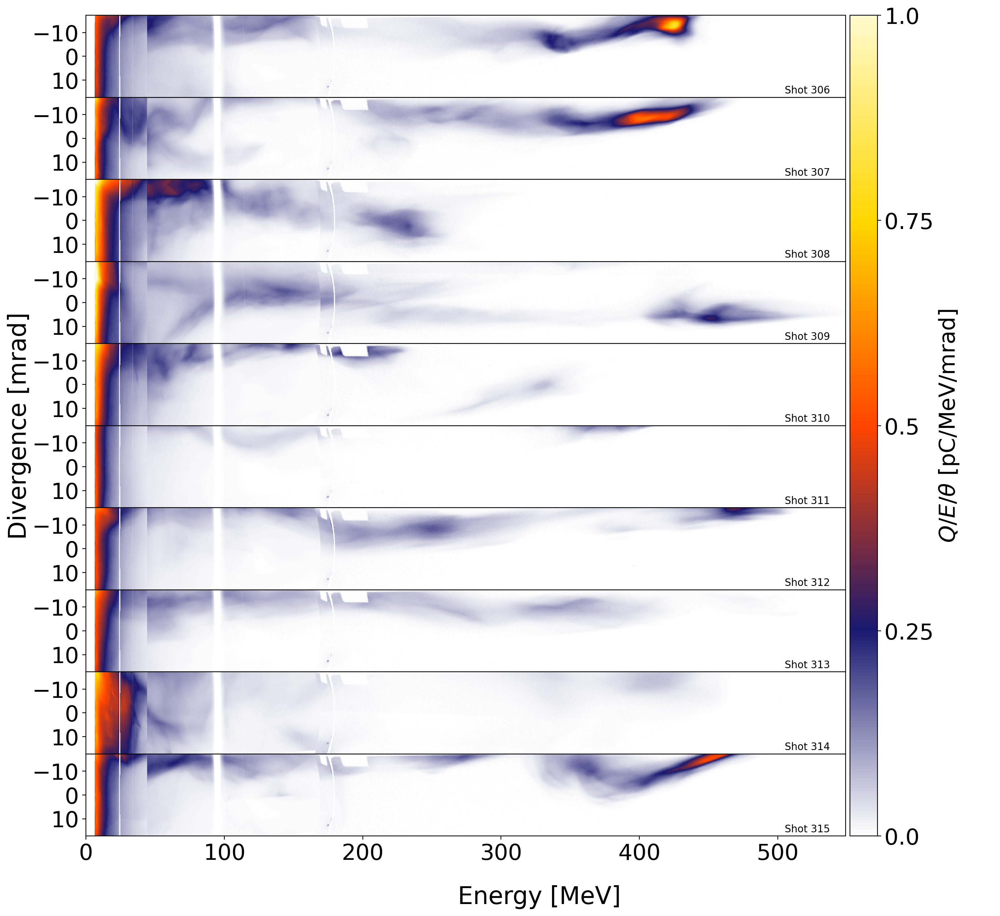 Divergence [mrad]
−10
0
10
Shot 306
−10
0
10
Shot 307
−10
0
10
Shot 308
−10
0
10
Shot 309
−10
0
10
Shot 310
−10
0
10
Shot 311
−10
0
10
Shot 312
−10
0
10
Shot 313
−10
0
10
Shot 314
−10
0
10
Shot 315
0 100 200 300 400 500
Energy [MeV]
1.0
0.75
0.5
0.25
0.0
Q/E/θ [pC/MeV/mrad]